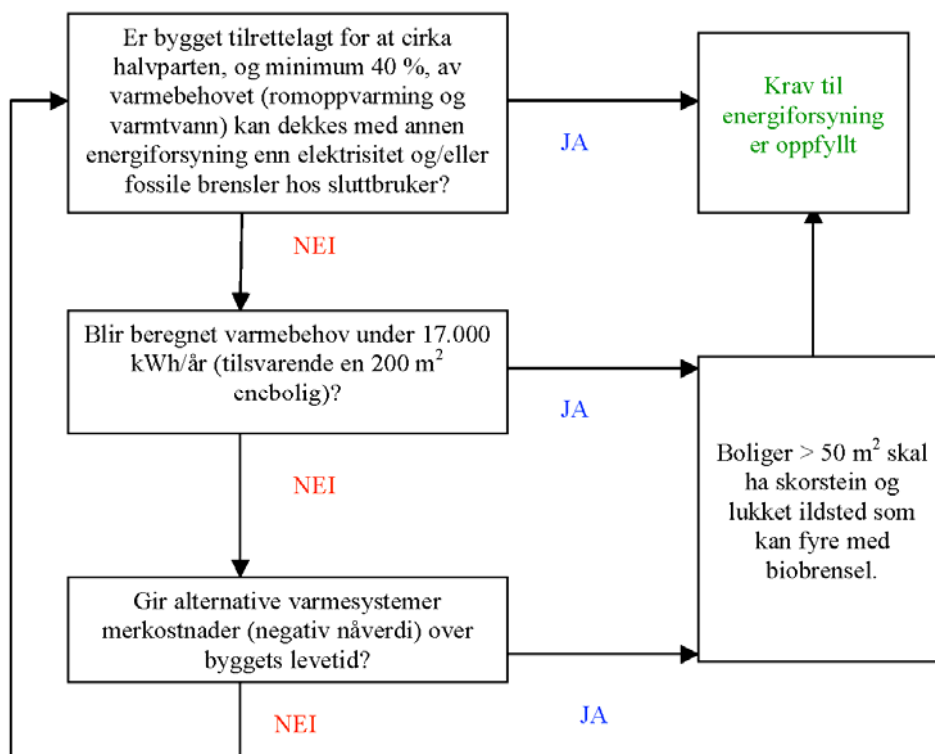 Er bygget tilrettelagt for at cirka
halvparten, og minimum 40 %, av
varmebehovet (romoppvarming og
varmtvann) kan dekkes med annen
energiforsyning enn elektrisitet og/eller
fossile brensler hos sluttbruker?
JA
Krav til
energiforsyning
er oppfyllt
NEI
Blir beregnet varmebehov under 17.000
kWh/år (tilsvarende en 200 m²
enebolig)?
JA
NEI
Boliger > 50 m² skal
ha skorstein og
lukket ildsted som
kan fyre med
biobrensel.
Gir alternative varmesystemer
merkostnader (negativ nåverdi) over
byggets levetid?
JA
NEI